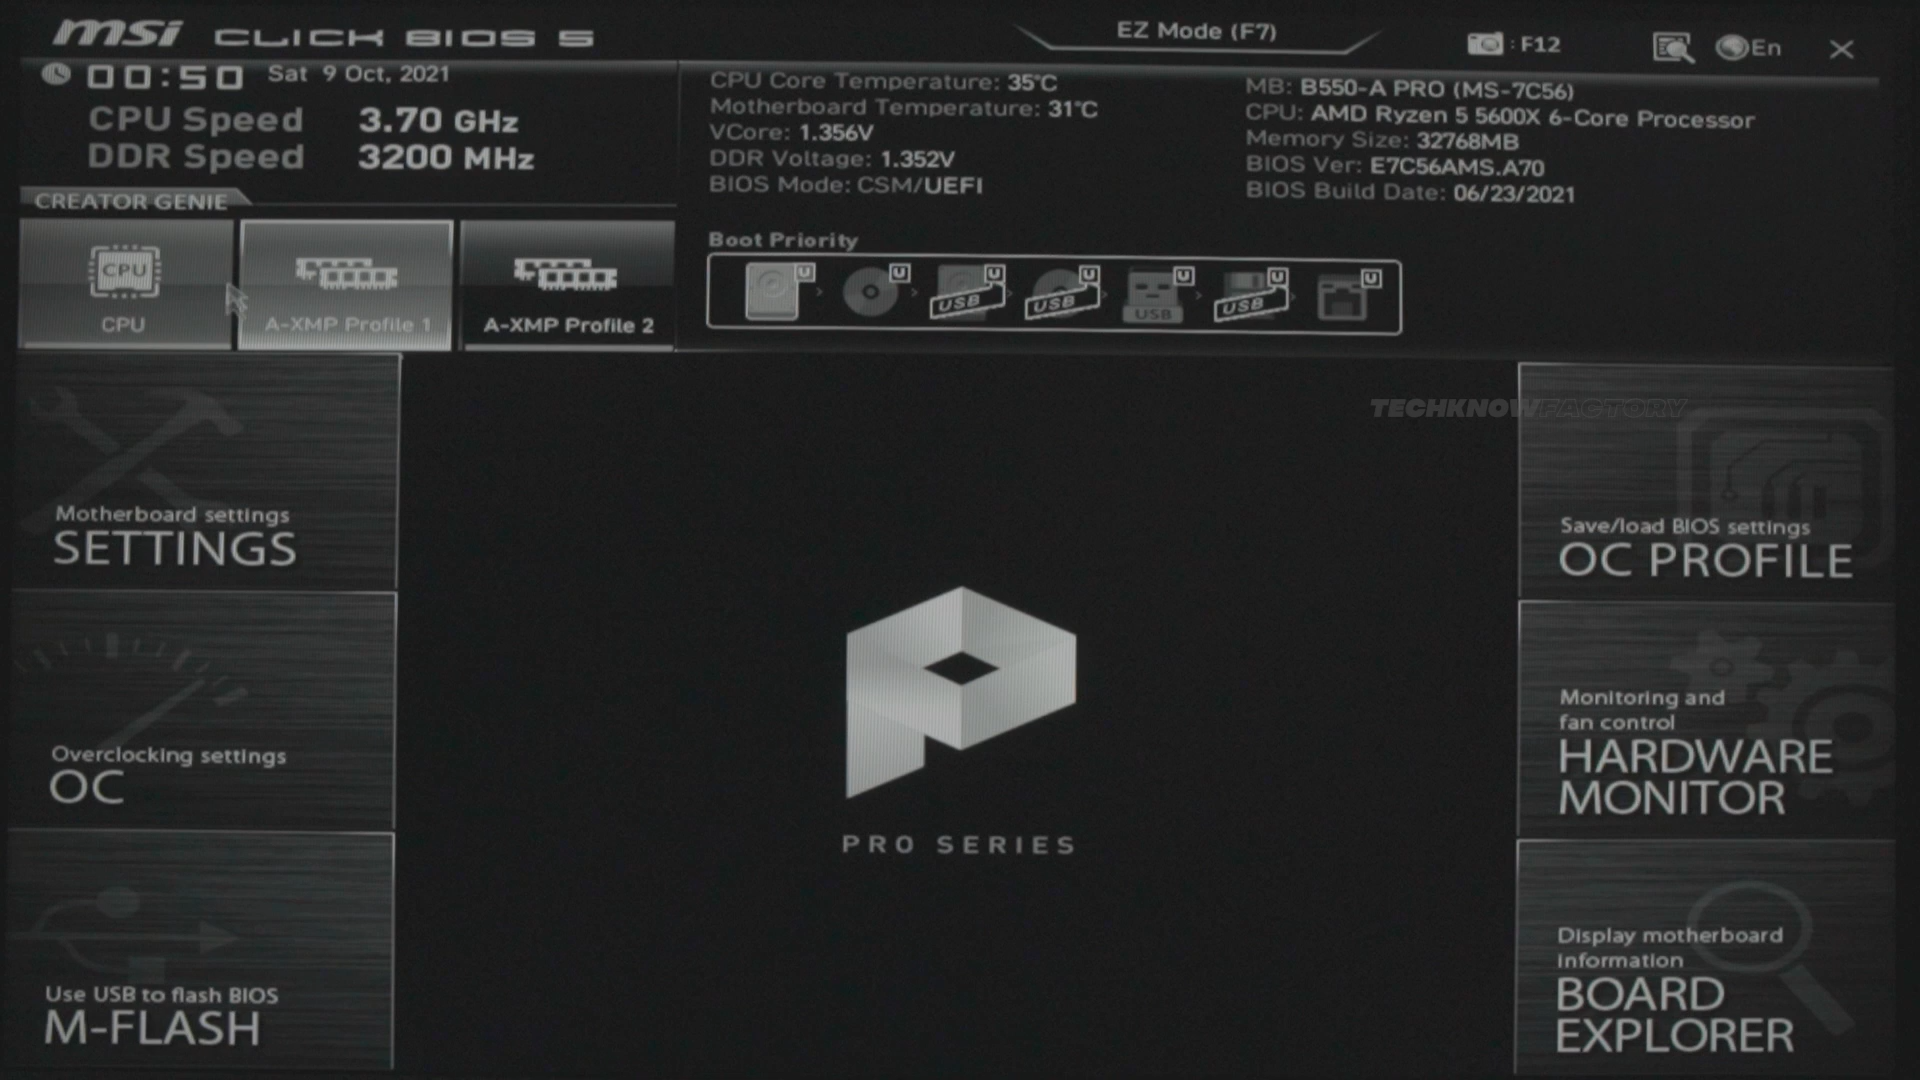 msi CLICK BIOS 5
EZ Mode (F7)
: F12
En
00:50 Sat 9 Oct, 2021
CPU Speed 3.70 GHz
DDR Speed 3200 MHz
CPU Core Temperature: 35°C
Motherboard Temperature: 31°C
VCore: 1.356V
DDR Voltage: 1.352V
BIOS Mode: CSM/UEFI
MB: B550-A PRO (MS-7C56)
CPU: AMD Ryzen 5 5600X 6-Core Processor
Memory Size: 32768MB
BIOS Ver: E7C56AMS.A70
BIOS Build Date: 06/23/2021
CREATOR GENIE
CPU
CPU
A-XMP Profile 1
A-XMP Profile 2
Boot Priority
U U U U U U U
USB USB USB USB
TECHKNOWFACTORY
Motherboard settings
SETTINGS
Overclocking settings
OC
Use USB to flash BIOS
M-FLASH
PRO SERIES
Save/load BIOS settings
OC PROFILE
Monitoring and
fan control
HARDWARE
MONITOR
Display motherboard
information
BOARD
EXPLORER